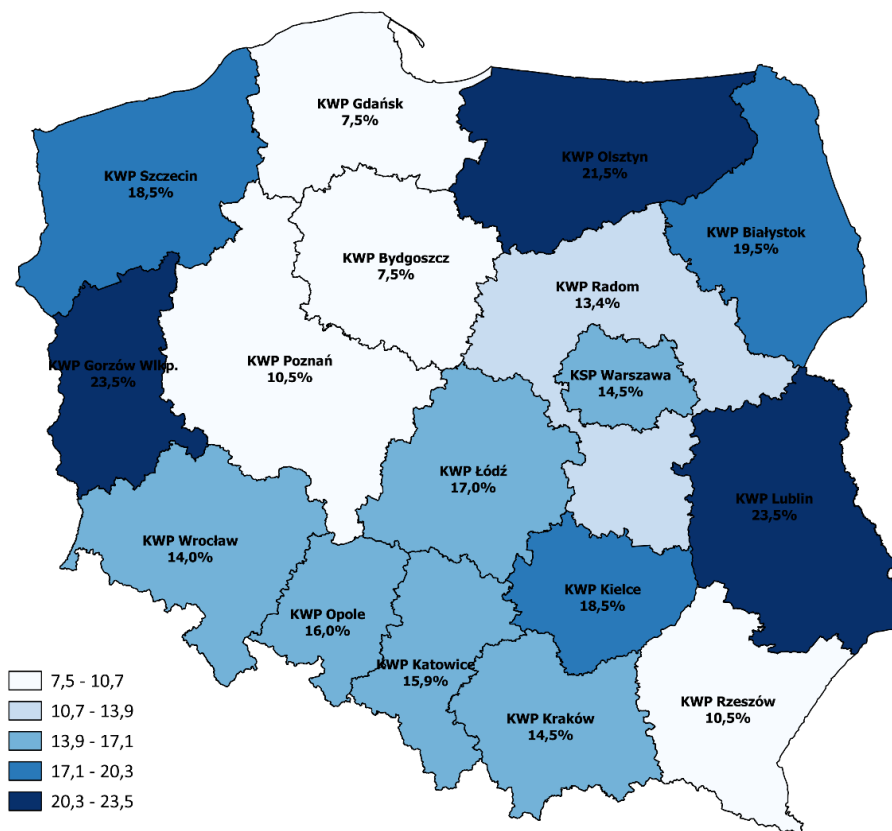 KWP Gdańsk
7,5%
KWP Olsztyn
21,5%
KWP Szczecin
18,5%
KWP Białystok
19,5%
KWP Bydgoszcz
7,5%
KWP Radom
13,4%
KWP Gorzów Wlkp.
23,5%
KWP Poznań
10,5%
KSP Warszawa
14,5%
KWP Łódź
17,0%
KWP Lublin
23,5%
KWP Wrocław
14,0%
KWP Kielce
18,5%
KWP Opole
16,0%
KWP Katowice
15,9%
KWP Rzeszów
10,5%
KWP Kraków
14,5%
7,5 - 10,7
10,7 - 13,9
13,9 - 17,1
17,1 - 20,3
20,3 - 23,5